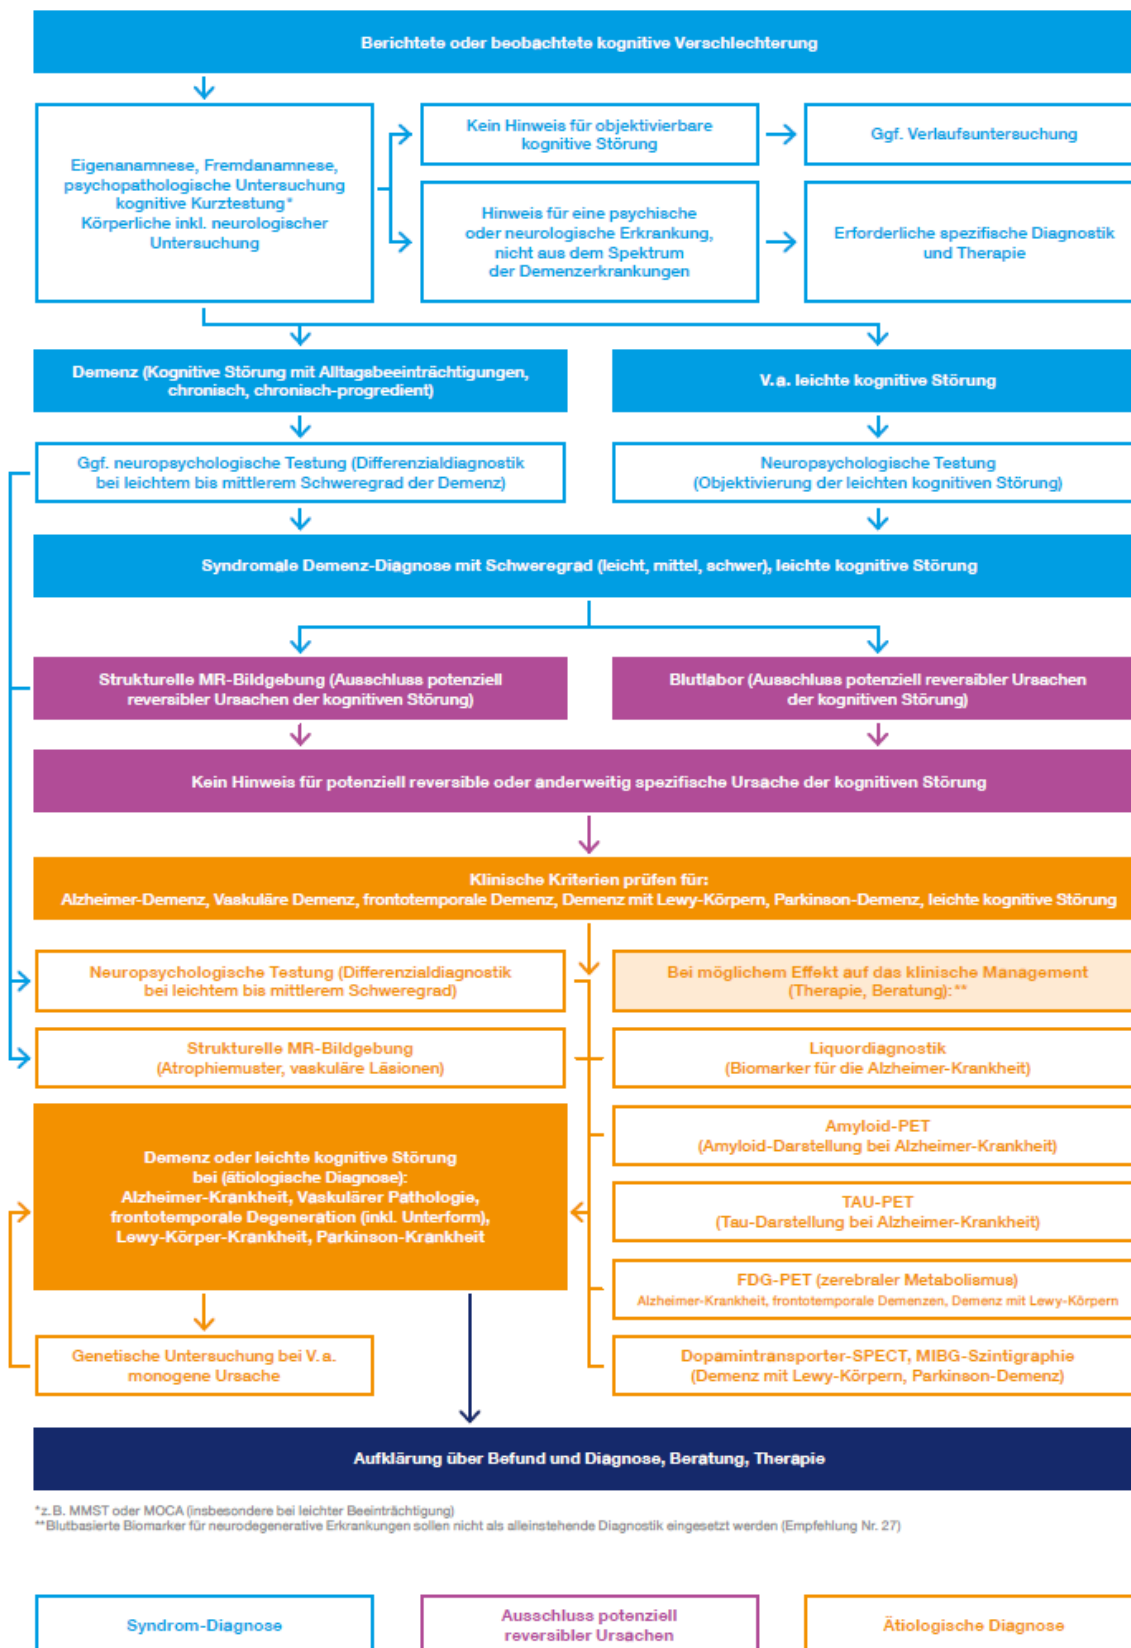 Berichtete oder beobachtete kognitive Verschlechterung
Eigenanamnese, Fremdanamnese,
psychopathologische Untersuchung
kognitive Kurztestung*
Körperliche inkl. neurologischer
Untersuchung
Kein Hinweis für objektivierbare
kognitive Störung
Ggf. Verlaufsuntersuchung
Hinweis für eine psychische
oder neurologische Erkrankung,
nicht aus dem Spektrum
der Demenzerkrankungen
Erforderliche spezifische Diagnostik
und Therapie
Demenz (Kognitive Störung mit Alltagsbeeinträchtigungen,
chronisch, chronisch-progredient)
V.a. leichte kognitive Störung
Ggf. neuropsychologische Testung (Differenzialdiagnostik
bei leichtem bis mittlerem Schweregrad der Demenz)
Neuropsychologische Testung
(Objektivierung der leichten kognitiven Störung)
Syndromale Demenz-Diagnose mit Schweregrad (leicht, mittel, schwer), leichte kognitive Störung
Strukturelle MR-Bildgebung (Ausschluss potenziell
reversibler Ursachen der kognitiven Störung)
Blutlabor (Ausschluss potenziell reversibler Ursachen
der kognitiven Störung)
Kein Hinweis für potenziell reversible oder anderweitig spezifische Ursache der kognitiven Störung
Klinische Kriterien prüfen für:
Alzheimer-Demenz, Vaskuläre Demenz, frontotemporale Demenz, Demenz mit Lewy-Körpern, Parkinson-Demenz, leichte kognitive Störung
Neuropsychologische Testung (Differenzialdiagnostik
bei leichtem bis mittlerem Schweregrad)
Bei möglichem Effekt auf das klinische Management
(Therapie, Beratung):**
Strukturelle MR-Bildgebung
(Atrophiemuster, vaskuläre Läsionen)
Liquordiagnostik
(Biomarker für die Alzheimer-Krankheit)
Demenz oder leichte kognitive Störung
bei (ätiologische Diagnose):
Alzheimer-Krankheit, Vaskulärer Pathologie,
frontotemporale Degeneration (inkl. Unterform),
Lewy-Körper-Krankheit, Parkinson-Krankheit
Amyloid-PET
(Amyloid-Darstellung bei Alzheimer-Krankheit)
TAU-PET
(Tau-Darstellung bei Alzheimer-Krankheit)
FDG-PET (zerebraler Metabolismus)
Alzheimer-Krankheit, frontotemporale Demenzen, Demenz mit Lewy-Körpern
Genetische Untersuchung bei V.a.
monogene Ursache
Dopamintransporter-SPECT, MIBG-Szintigraphie
(Demenz mit Lewy-Körpern, Parkinson-Demenz)
Aufklärung über Befund und Diagnose, Beratung, Therapie
*z.B. MMST oder MOCA (insbesondere bei leichter Beeinträchtigung)
**Blutbasierte Biomarker für neurodegenerative Erkrankungen sollen nicht als alleinstehende Diagnostik eingesetzt werden (Empfehlung Nr. 27)
Syndrom-Diagnose
Ausschluss potenziell
reversibler Ursachen
Ätiologische Diagnose